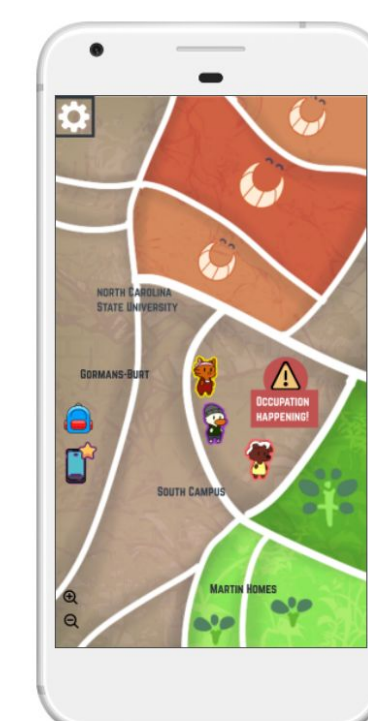 NORTH CAROLINA
STATE UNIVERSITY
GORMANS-BURT
OCCUPATION
HAPPENING!
SOUTH CAMPUS
MARTIN HOMES